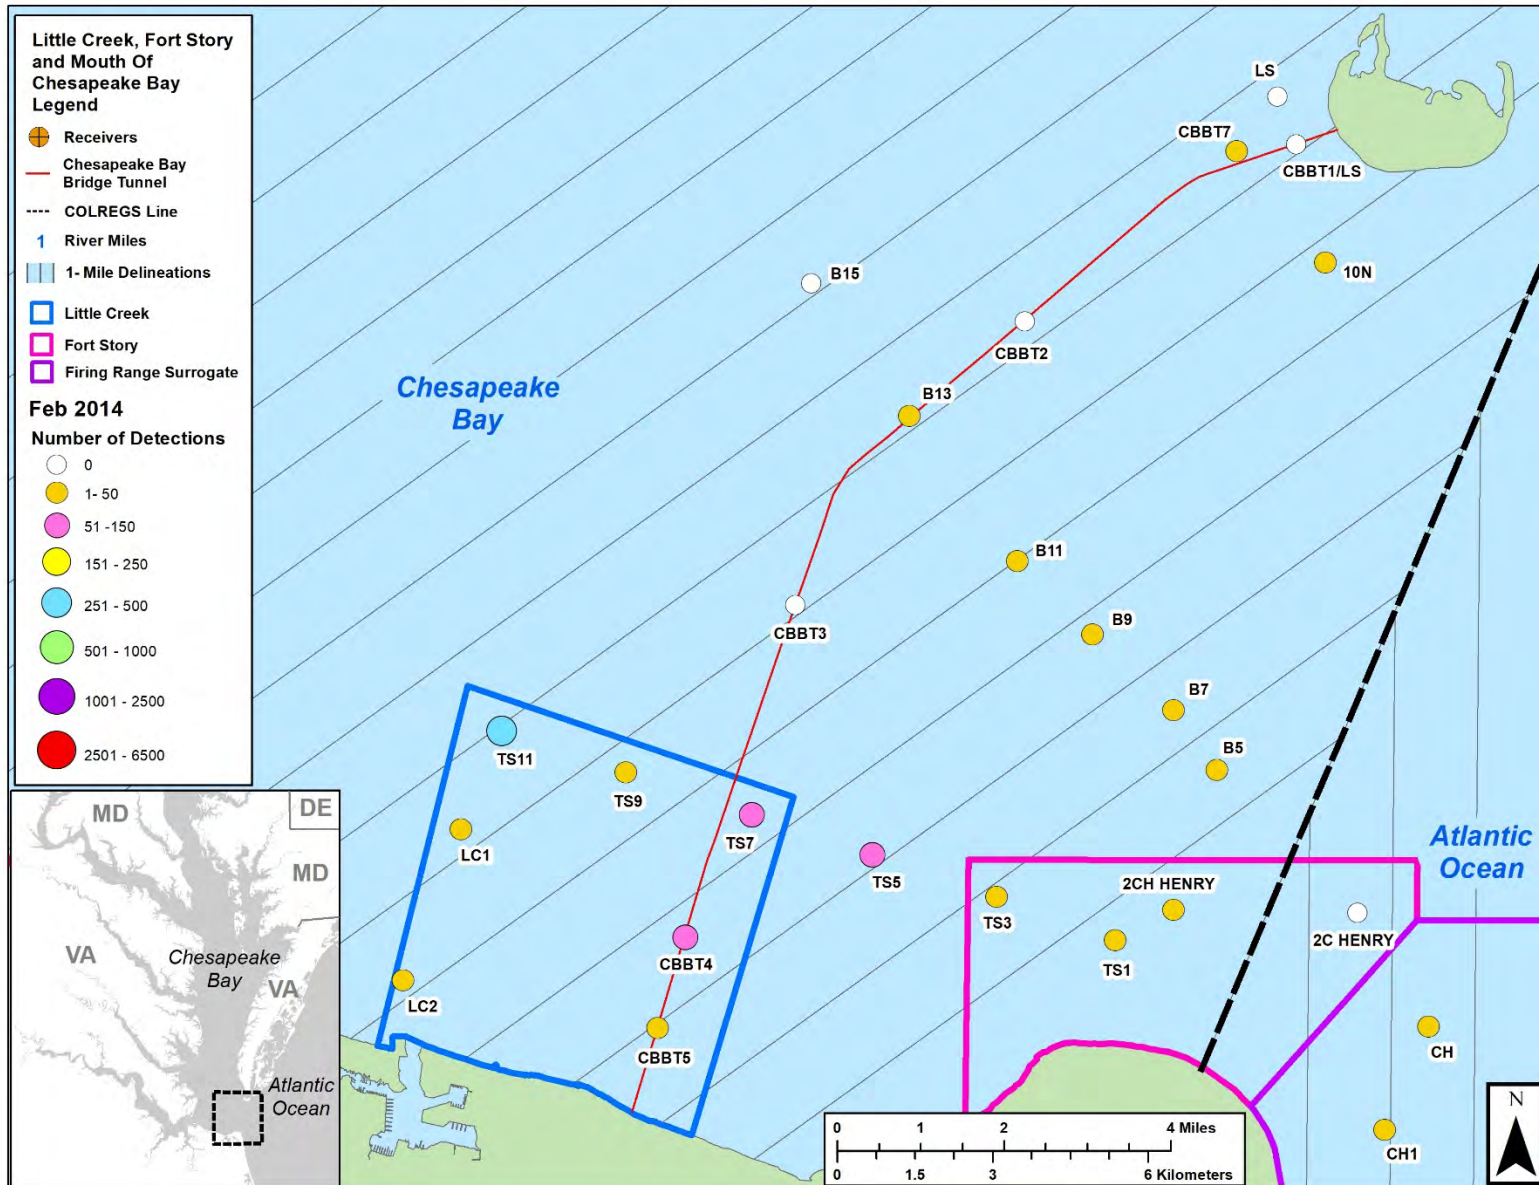 Little Creek, Fort Story
and Mouth Of
Chesapeake Bay
Legend
Receivers
Chesapeake Bay
Bridge Tunnel
COLREGS Line
1 River Miles
1- Mile Delineations
Little Creek
Fort Story
Firing Range Surrogate
Feb 2014
Number of Detections
0
1- 50
51 -150
151 - 250
251 - 500
501 - 1000
1001 - 2500
2501 - 6500
LS
CBBT7
CBBT1/LS
10N
B15
CBBT2
B13
Chesapeake
Bay
B11
CBBT3
B9
B7
B5
TS11
TS9
TS7
LC1
TS5
Atlantic
Ocean
2CH HENRY
TS3
TS1
2C HENRY
CBBT4
LC2
CBBT5
CH
CH1
MD
DE
MD
VA
Chesapeake
Bay
VA
Atlantic
Ocean
0 1 2 4 Miles
0 1.5 3 6 Kilometers
N